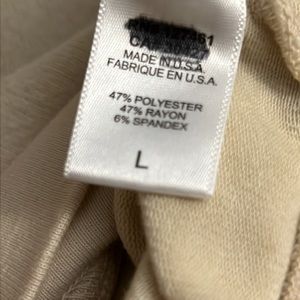 MADE IN U.S.A.
FABRIQUE EN U.S.A.
47% POLYESTER
47% RAYON
6% SPANDEX
L